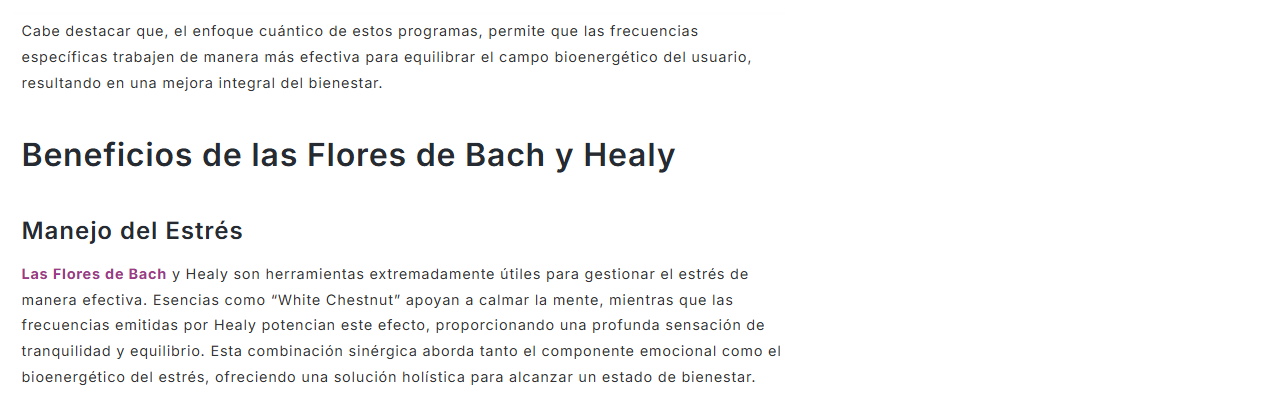 Cabe destacar que, el enfoque cuántico de estos programas, permite que las frecuencias
específicas trabajen de manera más efectiva para equilibrar el campo bioenergético del usuario,
resultando en una mejora integral del bienestar.
Beneficios de las Flores de Bach y Healy
Manejo del Estrés
Las Flores de Bach y Healy son herramientas extremadamente útiles para gestionar el estrés de
manera efectiva. Esencias como “White Chestnut” apoyan a calmar la mente, mientras que las
frecuencias emitidas por Healy potencian este efecto, proporcionando una profunda sensación de
tranquilidad y equilibrio. Esta combinación sinérgica aborda tanto el componente emocional como el
bioenergético del estrés, ofreciendo una solución holística para alcanzar un estado de bienestar.